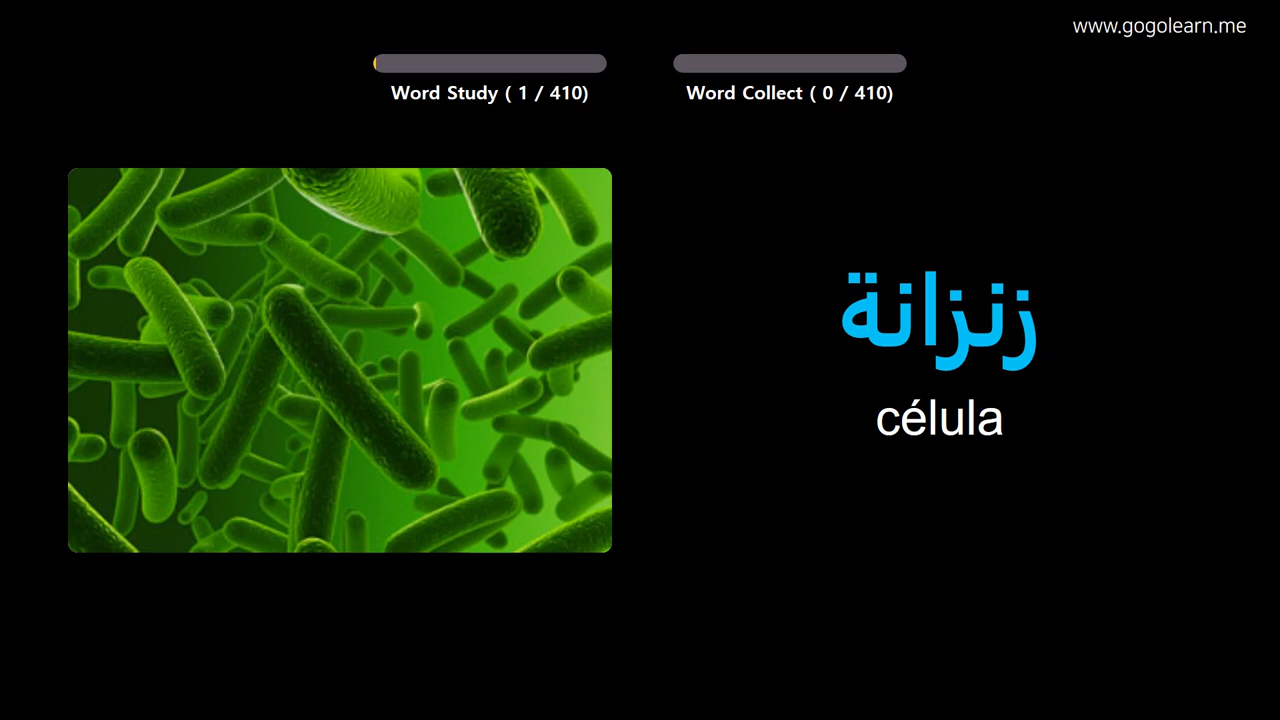 www.gogolearn.me
Word Study ( 1 / 410)
Word Collect ( 0 / 410)
زنزانة
célula